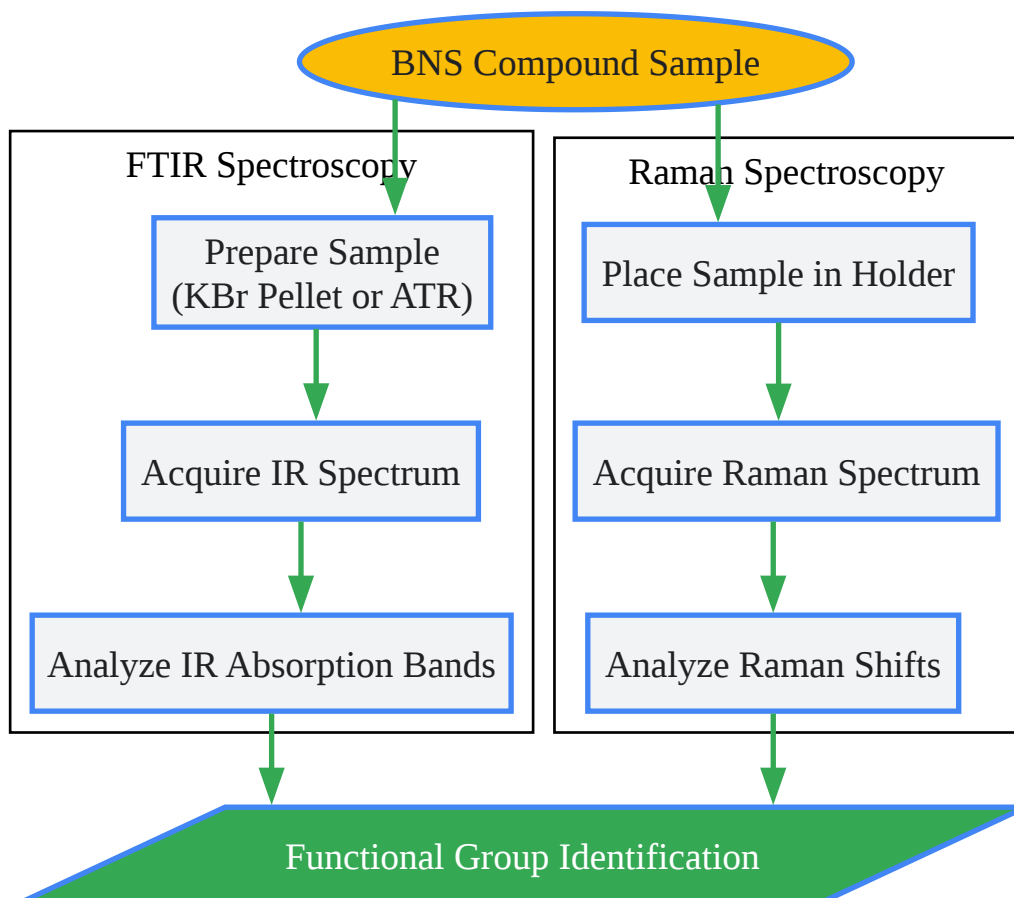 BNS Compound Sample
FTIR Spectroscopy
Prepare Sample
(KBr Pellet or ATR)
Acquire IR Spectrum
Analyze IR Absorption Bands
Raman Spectroscopy
Place Sample in Holder
Acquire Raman Spectrum
Analyze Raman Shifts
Functional Group Identification